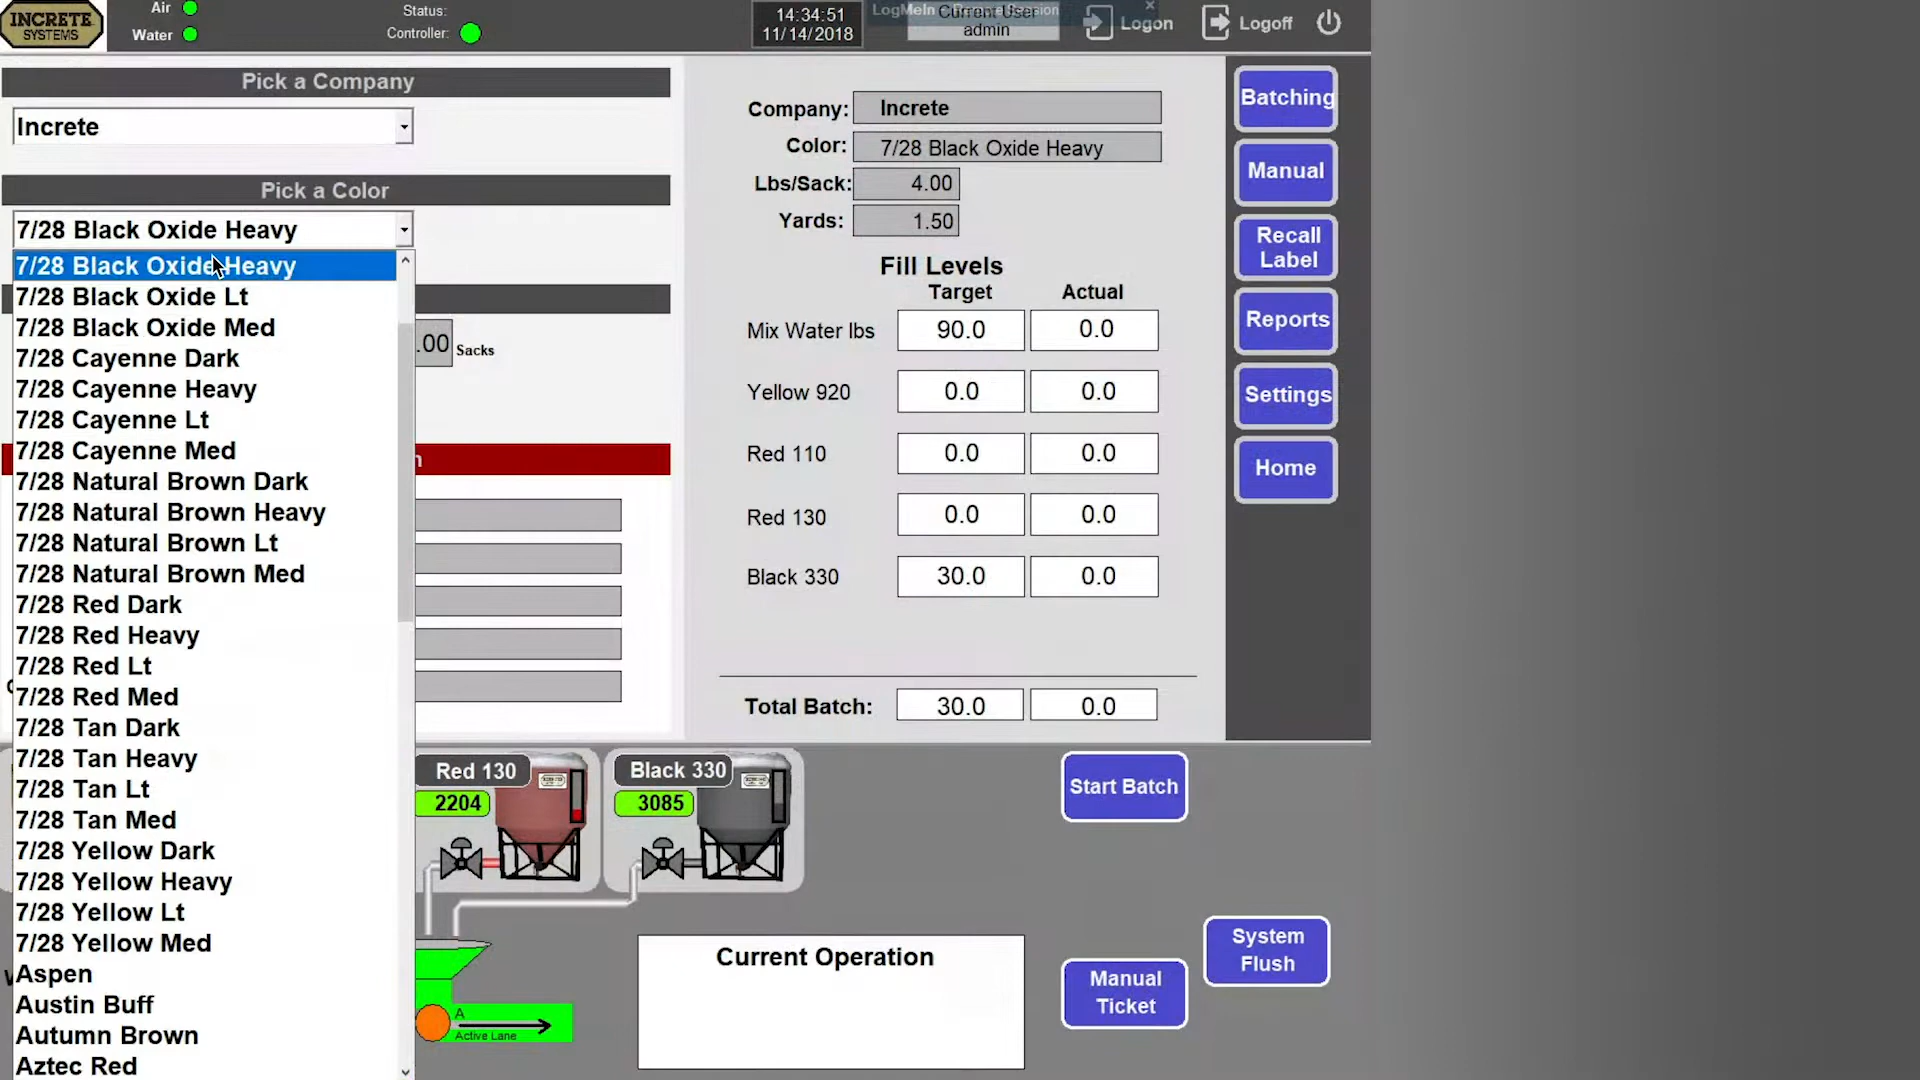 INCRETE
SYSTEMS
Air
Water
Status:
Controller:
14:34:51
11/14/2018
LogMeIn
Current User
admin
Logon
Logoff
Pick a Company
Increte
Pick a Color
7/28 Black Oxide Heavy
7/28 Black Oxide Heavy
7/28 Black Oxide Lt
7/28 Black Oxide Med
7/28 Cayenne Dark
7/28 Cayenne Heavy
7/28 Cayenne Lt
7/28 Cayenne Med
7/28 Natural Brown Dark
7/28 Natural Brown Heavy
7/28 Natural Brown Lt
7/28 Natural Brown Med
7/28 Red Dark
7/28 Red Heavy
7/28 Red Lt
7/28 Red Med
7/28 Tan Dark
7/28 Tan Heavy
7/28 Tan Lt
7/28 Tan Med
7/28 Yellow Dark
7/28 Yellow Heavy
7/28 Yellow Lt
7/28 Yellow Med
Aspen
Austin Buff
Autumn Brown
Aztec Red
.00 Sacks
Company: Increte
Color: 7/28 Black Oxide Heavy
Lbs/Sack: 4.00
Yards: 1.50
Fill Levels
Target Actual
Mix Water lbs 90.0 0.0
Yellow 920 0.0 0.0
Red 110 0.0 0.0
Red 130 0.0 0.0
Black 330 30.0 0.0
Total Batch: 30.0 0.0
Batching
Manual
Recall
Label
Reports
Settings
Home
Red 130
2204
Black 330
3085
Start Batch
A
Active Lane
Current Operation
Manual
Ticket
System
Flush